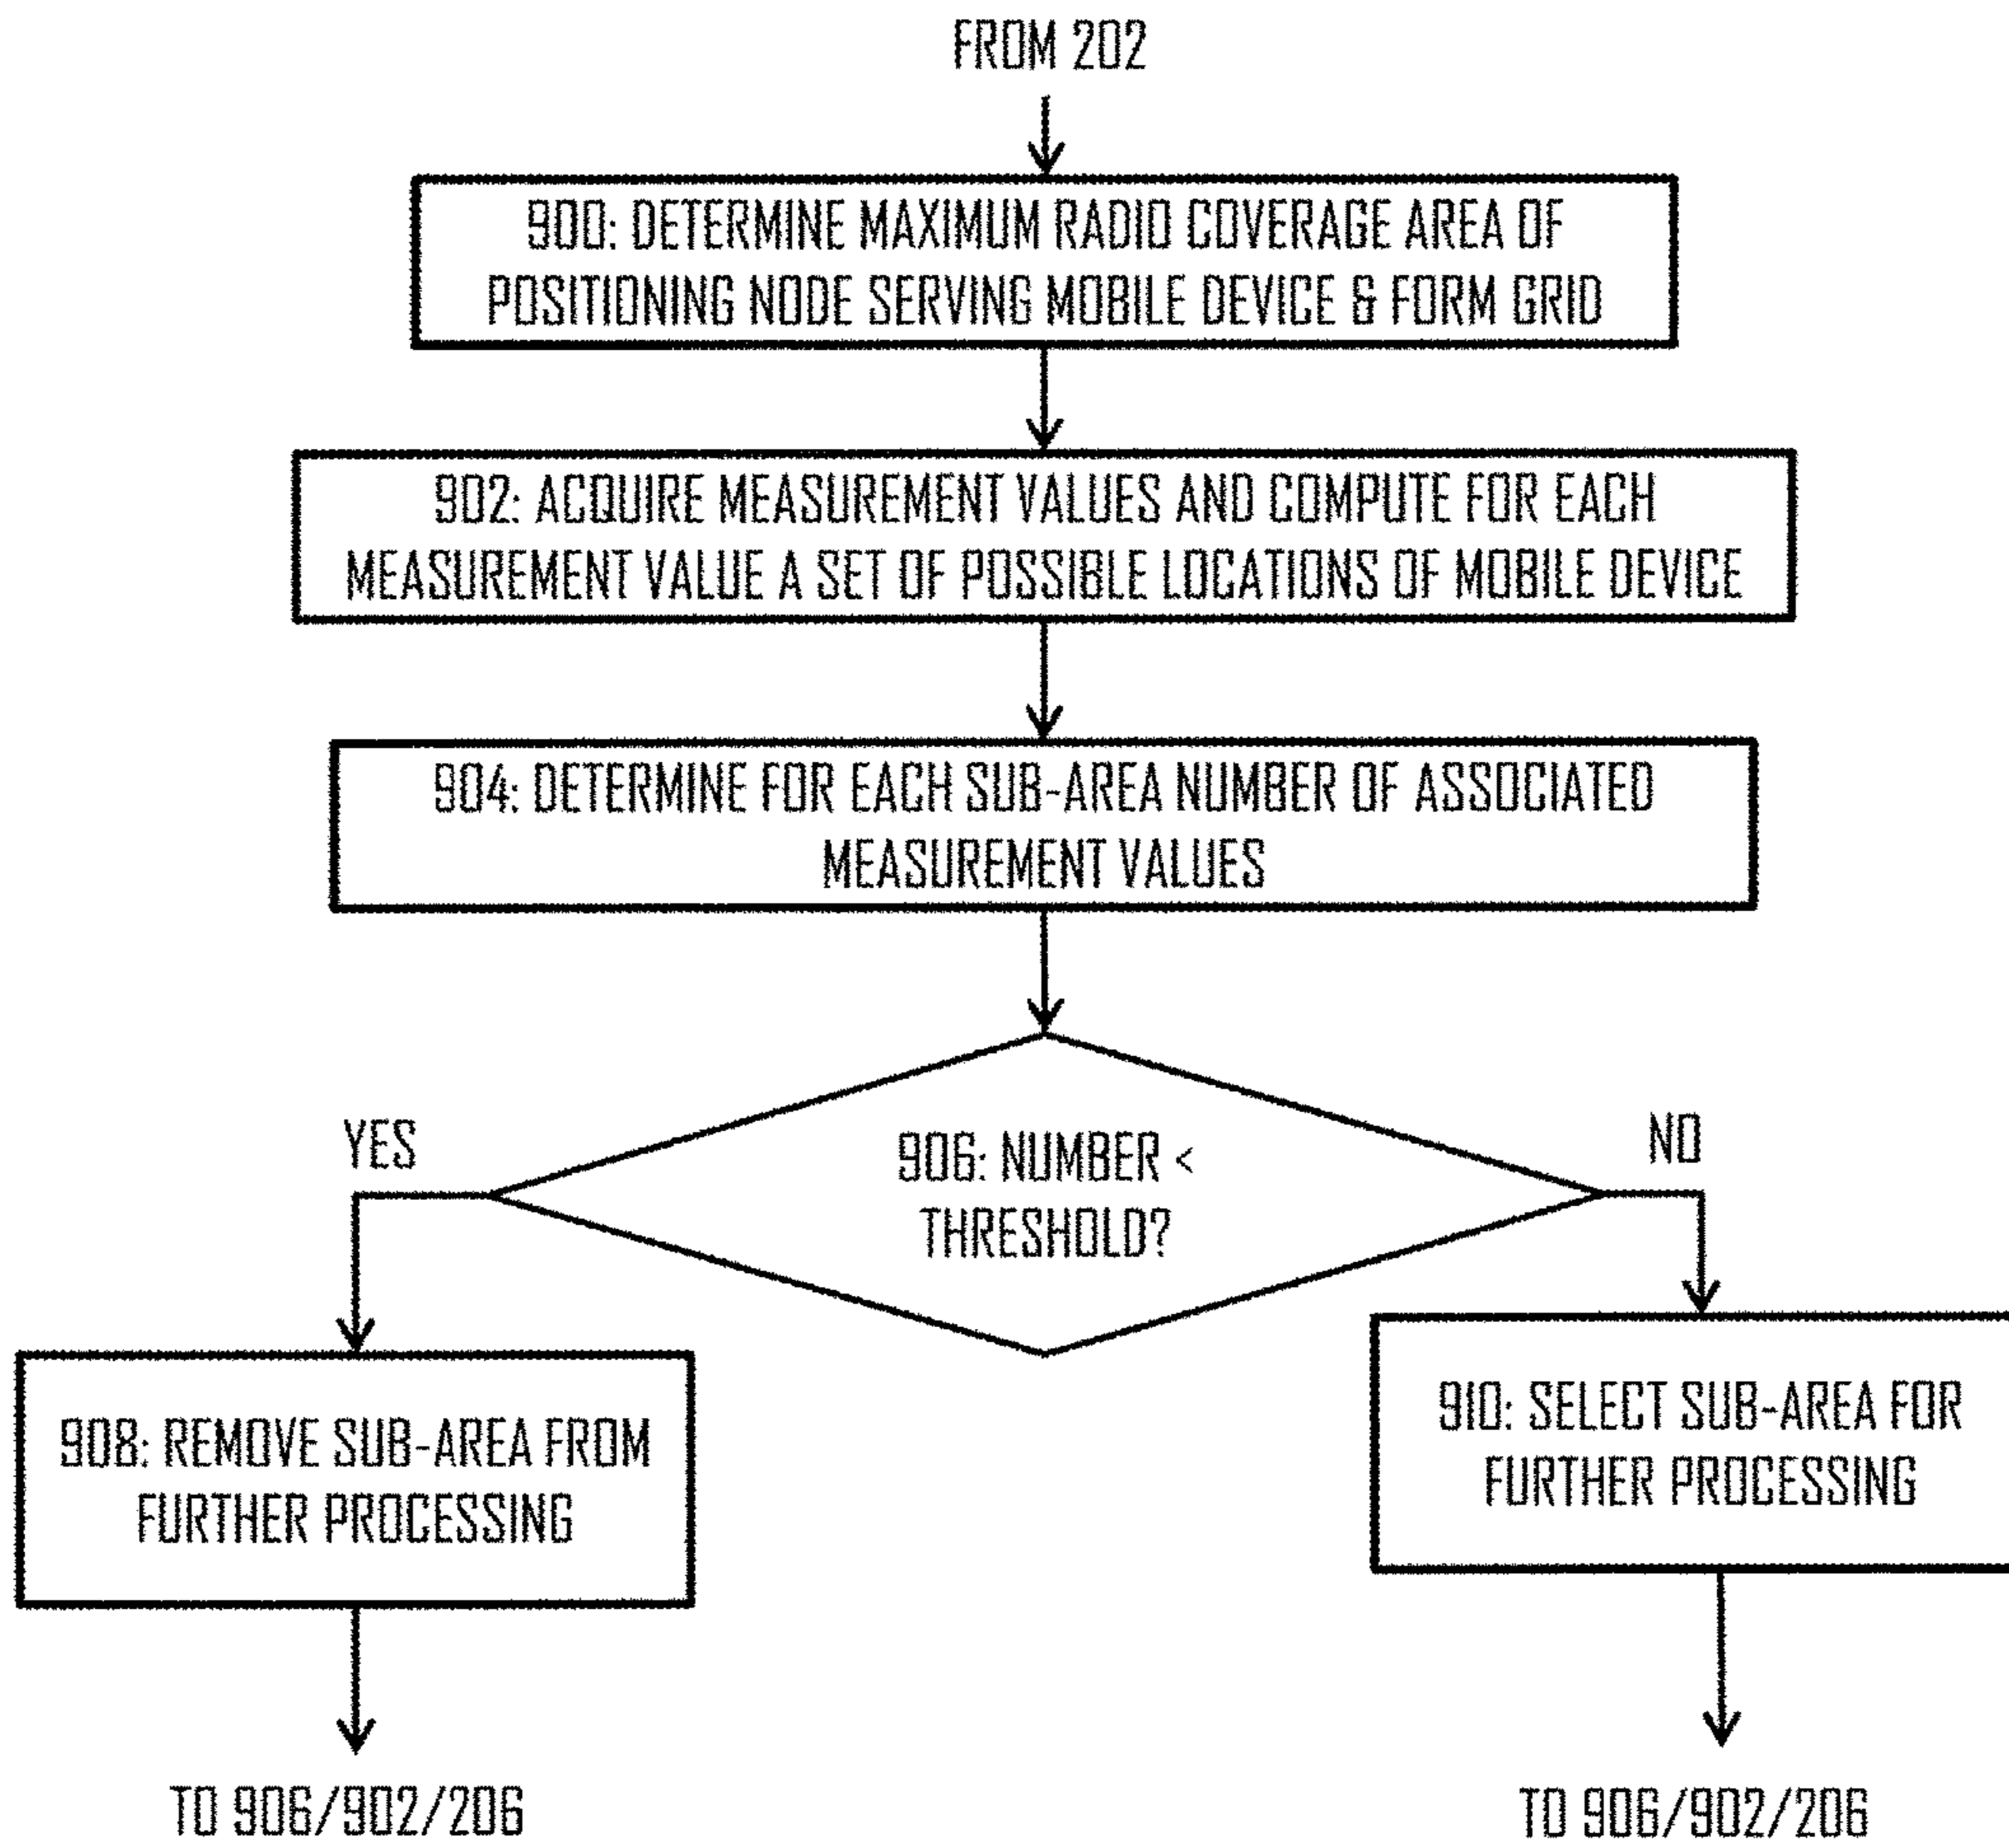 FROM 202
900: DETERMINE MAXIMUM RADIO COVERAGE AREA OF
POSITIONING NODE SERVING MOBILE DEVICE & FORM GRID
902: ACQUIRE MEASUREMENT VALUES AND COMPUTE FOR EACH
MEASUREMENT VALUE A SET OF POSSIBLE LOCATIONS OF MOBILE DEVICE
904: DETERMINE FOR EACH SUB-AREA NUMBER OF ASSOCIATED
MEASUREMENT VALUES
906: NUMBER <
THRESHOLD?
YES
NO
908: REMOVE SUB-AREA FROM
FURTHER PROCESSING
910: SELECT SUB-AREA FOR
FURTHER PROCESSING
TO 906/902/206
TO 906/902/206